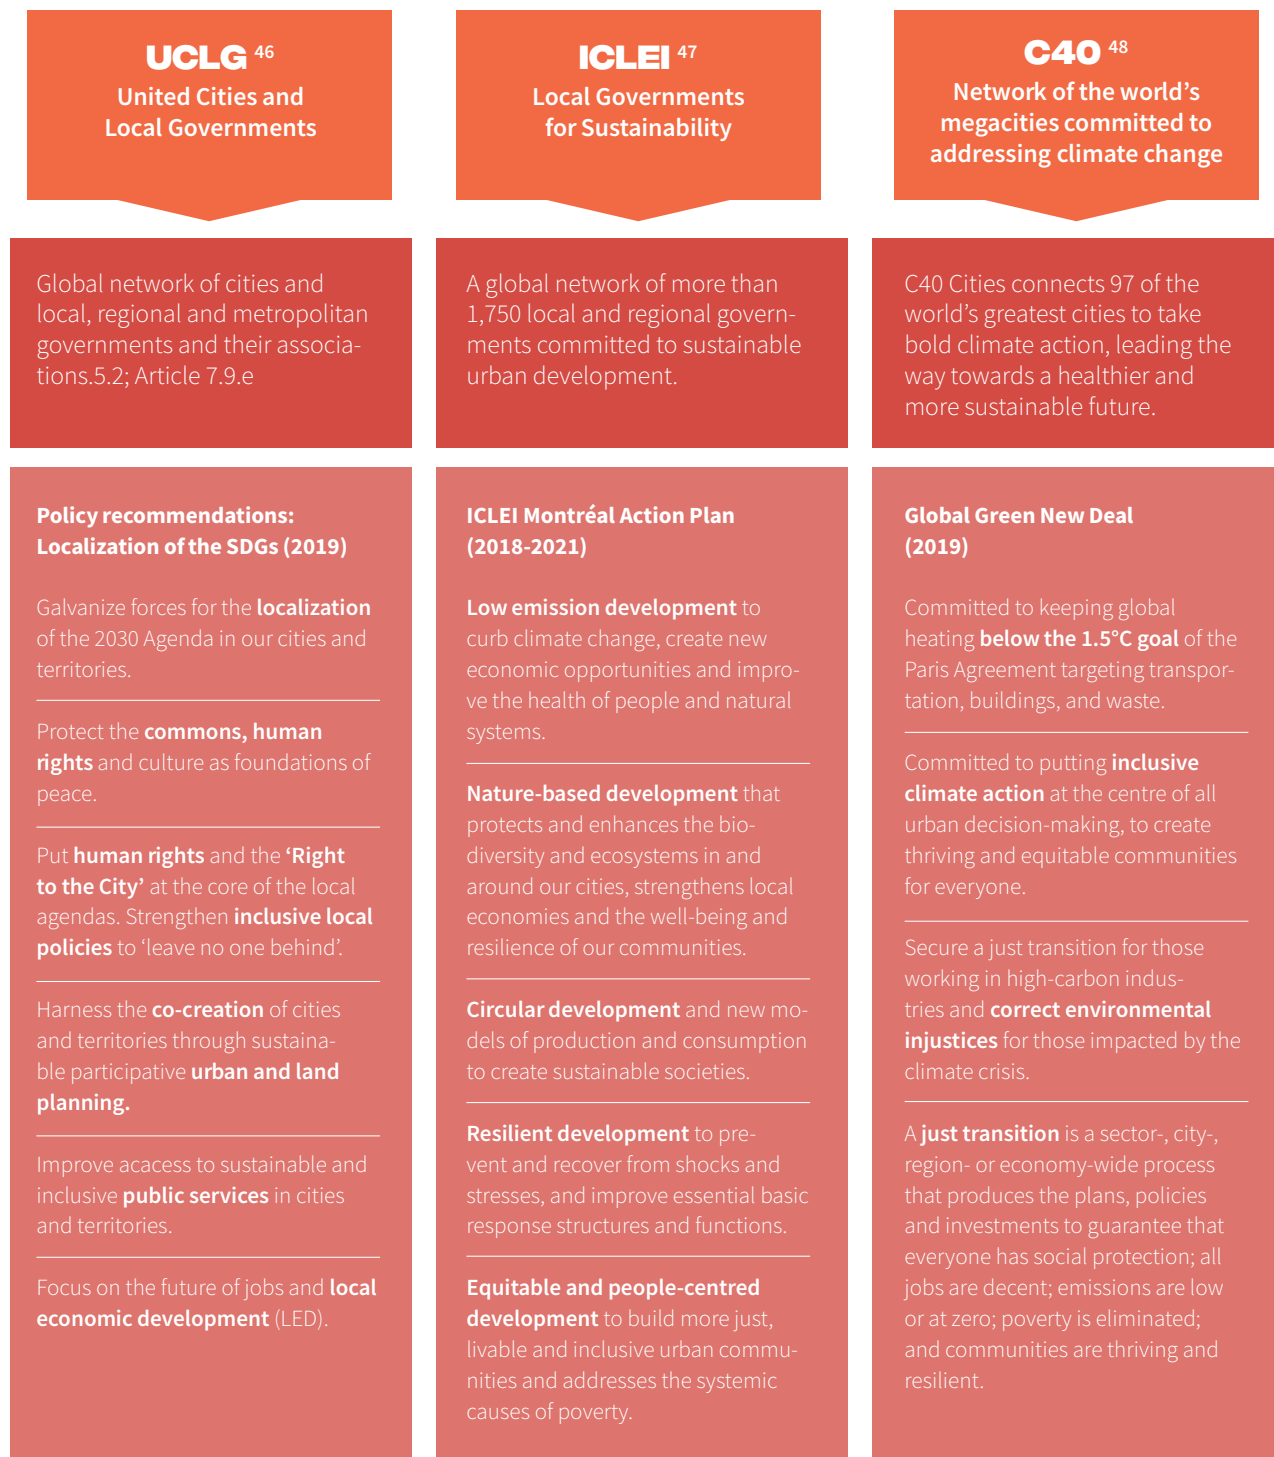 UCLG 46
United Cities and
Local Governments
Global network of cities and
local, regional and metropolitan
governments and their associa-
tions.5.2; Article 7.9.e
Policy recommendations:
Localization of the SDGs (2019)
Galvanize forces for the localization
of the 2030 Agenda in our cities and
territories.
Protect the commons, human
rights and culture as foundations of
peace.
Put human rights and the ‘Right
to the City’ at the core of the local
agendas. Strengthen inclusive local
policies to ‘leave no one behind’.
Harness the co-creation of cities
and territories through sustaina-
ble participative urban and land
planning.
Improve acacess to sustainable and
inclusive public services in cities
and territories.
Focus on the future of jobs and local
economic development (LED).
ICLEI 47
Local Governments
for Sustainability
A global network of more than
1,750 local and regional govern-
ments committed to sustainable
urban development.
ICLEI Montréal Action Plan
(2018-2021)
Low emission development to
curb climate change, create new
economic opportunities and impro-
ve the health of people and natural
systems.
Nature-based development that
protects and enhances the bio-
diversity and ecosystems in and
around our cities, strengthens local
economies and the well-being and
resilience of our communities.
Circular development and new mo-
dels of production and consumption
to create sustainable societies.
Resilient development to pre-
vent and recover from shocks and
stresses, and improve essential basic
response structures and functions.
Equitable and people-centred
development to build more just,
livable and inclusive urban commu-
nities and addresses the systemic
causes of poverty.
C40 48
Network of the world’s
megacities committed to
addressing climate change
C40 Cities connects 97 of the
world’s greatest cities to take
bold climate action, leading the
way towards a healthier and
more sustainable future.
Global Green New Deal
(2019)
Committed to keeping global
heating below the 1.5°C goal of the
Paris Agreement targeting transpor-
tation, buildings, and waste.
Committed to putting inclusive
climate action at the centre of all
urban decision-making, to create
thriving and equitable communities
for everyone.
Secure a just transition for those
working in high-carbon indus-
tries and correct environmental
injustices for those impacted by the
climate crisis.
A just transition is a sector-, city-,
region- or economy-wide process
that produces the plans, policies
and investments to guarantee that
everyone has social protection; all
jobs are decent; emissions are low
or at zero; poverty is eliminated;
and communities are thriving and
resilient.